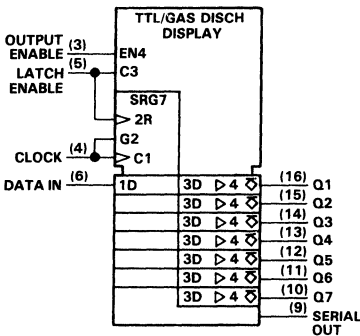 TTL/GAS DISCH
DISPLAY
OUTPUT
ENABLE (3) EN4
(5) C3
LATCH
ENABLE
SRG7
2R
G2
CLOCK (4) C1
DATA IN (6) 1D 3D 4 (16) Q1
3D 4 (15) Q2
3D 4 (14) Q3
3D 4 (13) Q4
3D 4 (12) Q5
3D 4 (11) Q6
3D 4 (10) Q7
(9) SERIAL
OUT